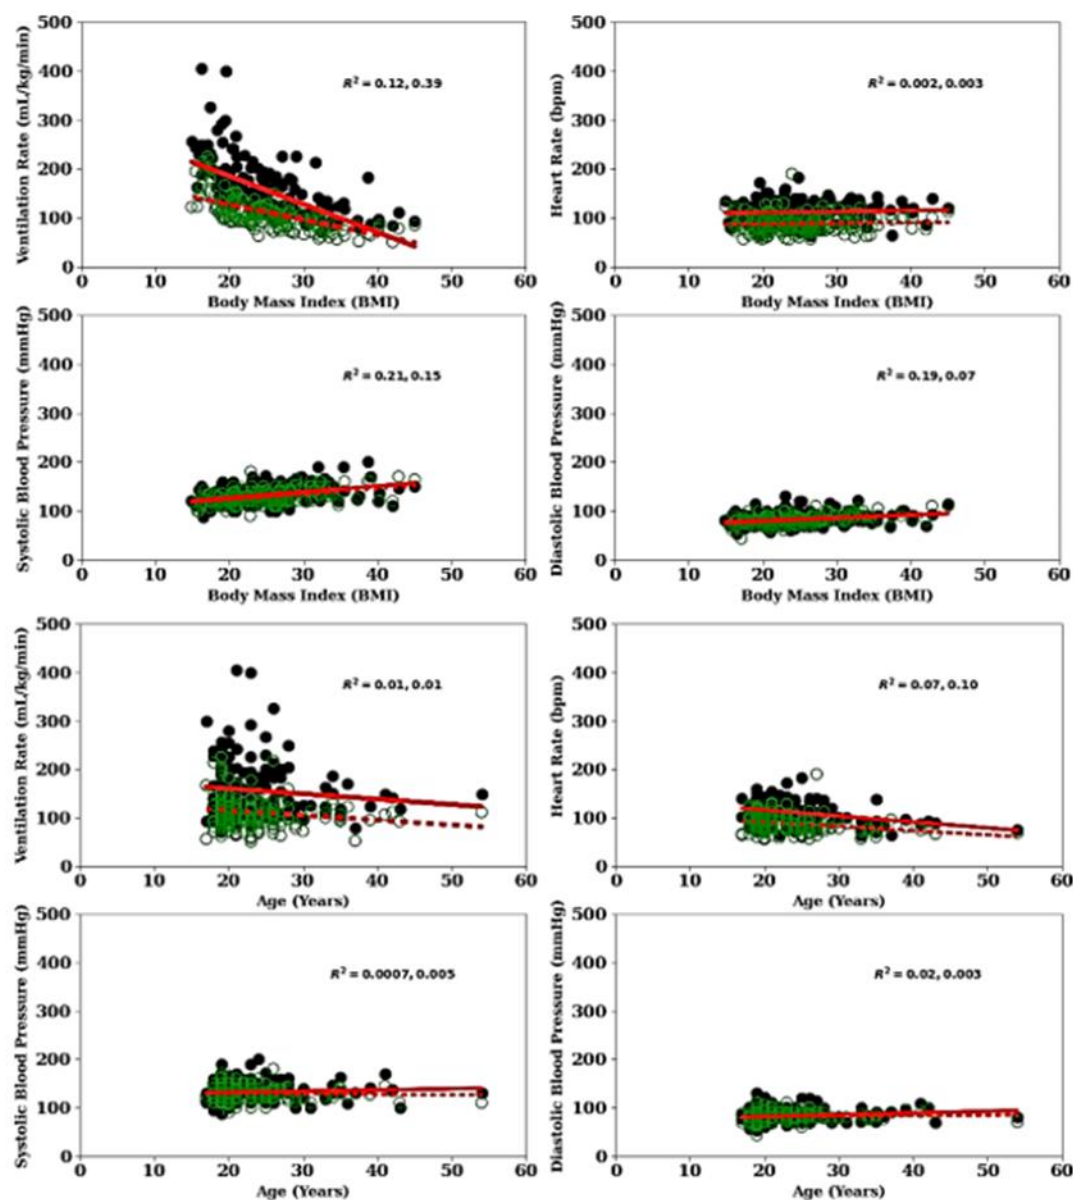 500
400
300
200
100
0
0 10 20 30 40 50 60
Ventilation Rate (mL/kg/min)
Body Mass Index (BMI)
R² = 0.12, 0.39
500
400
300
200
100
0
0 10 20 30 40 50 60
Heart Rate (bpm)
Body Mass Index (BMI)
R² = 0.002, 0.003
500
400
300
200
100
0
0 10 20 30 40 50 60
Systolic Blood Pressure (mmHg)
Body Mass Index (BMI)
R² = 0.21, 0.15
500
400
300
200
100
0
0 10 20 30 40 50 60
Diastolic Blood Pressure (mmHg)
Body Mass Index (BMI)
R² = 0.19, 0.07
500
400
300
200
100
0
0 10 20 30 40 50 60
Ventilation Rate (mL/kg/min)
Age (Years)
R² = 0.01, 0.01
500
400
300
200
100
0
0 10 20 30 40 50 60
Heart Rate (bpm)
Age (Years)
R² = 0.07, 0.10
500
400
300
200
100
0
0 10 20 30 40 50 60
Systolic Blood Pressure (mmHg)
Age (Years)
R² = 0.0007, 0.005
500
400
300
200
100
0
0 10 20 30 40 50 60
Diastolic Blood Pressure (mmHg)
Age (Years)
R² = 0.02, 0.003